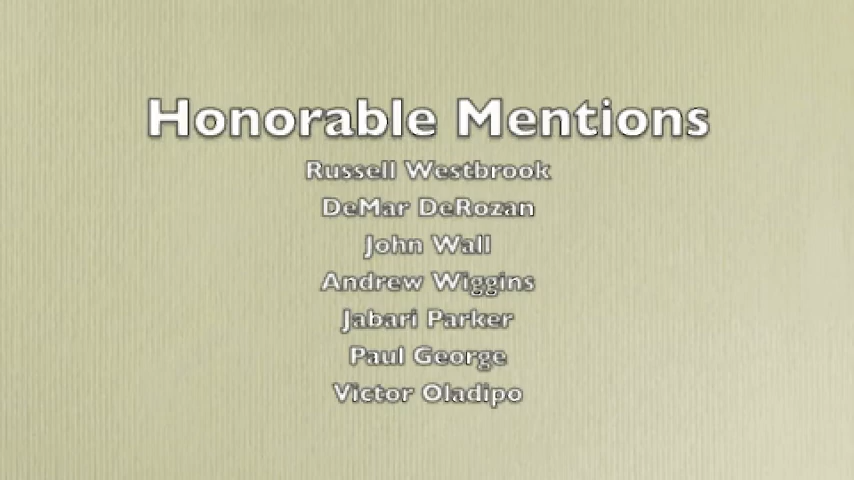 Honorable Mentions
Russell Westbrook
DeMar DeRozan
John Wall
Andrew Wiggins
Jabari Parker
Paul George
Victor Oladipo